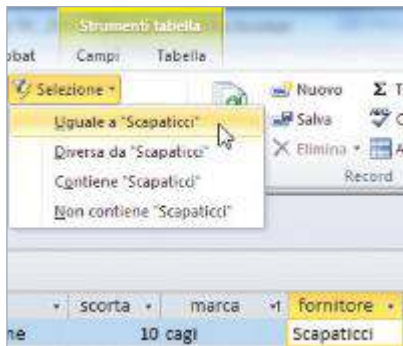 Strumenti tabella
obat Campi Tabella
Selezione
Nuovo Σ T
Uguale a "Scapaticci"
Salva
Diversa da "Scapaticci"
Elimina A
Contiene "Scapaticci"
Record
Non contiene "Scapaticci"
scorta marca fornitore
ne 10 cagi Scapaticci